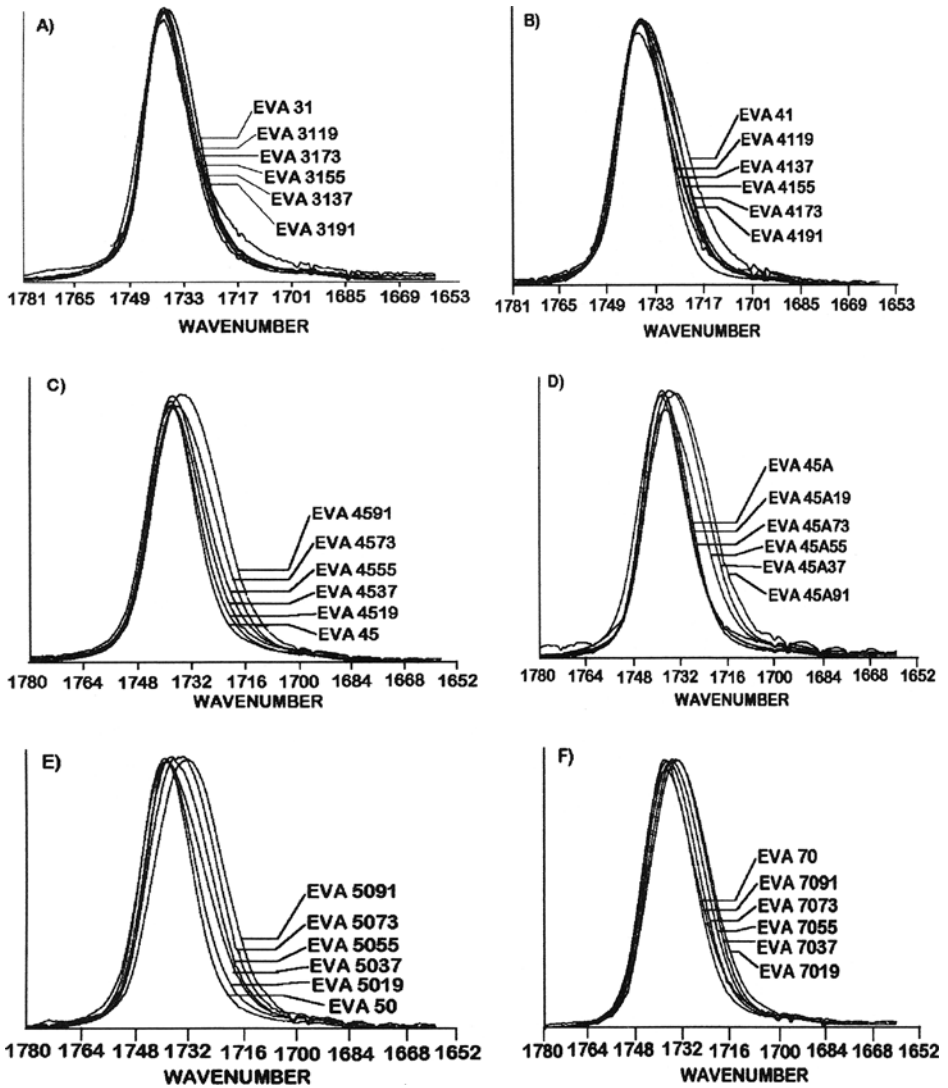 A)
EVA 31
EVA 3119
EVA 3173
EVA 3155
EVA 3137
EVA 3191
1781 1765 1749 1733 1717 1701 1685 1669 1653
WAVENUMBER
B)
EVA 41
EVA 4119
EVA 4137
EVA 4155
EVA 4173
EVA 4191
1781 1765 1749 1733 1717 1701 1685 1669 1653
WAVENUMBER
C)
EVA 4591
EVA 4573
EVA 4555
EVA 4537
EVA 4519
EVA 45
1780 1764 1748 1732 1716 1700 1684 1668 1652
WAVENUMBER
D)
EVA 45A
EVA 45A19
EVA 45A73
EVA 45A55
EVA 45A37
EVA 45A91
1780 1764 1748 1732 1716 1700 1684 1668 1652
WAVENUMBER
E)
EVA 5091
EVA 5073
EVA 5055
EVA 5037
EVA 5019
EVA 50
1780 1764 1748 1732 1716 1700 1684 1668 1652
WAVENUMBER
F)
EVA 70
EVA 7091
EVA 7073
EVA 7055
EVA 7037
EVA 7019
1780 1764 1748 1732 1716 1700 1684 1668 1652
WAVENUMBER